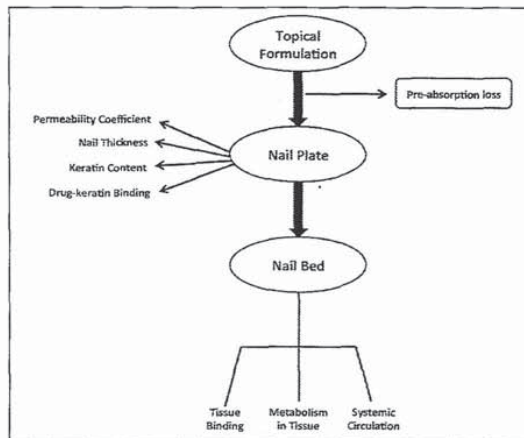 Topical
Formulation
Pre-absorption loss
Permeability Coefficient
Nail Thickness
Keratin Content
Drug-keratin Binding
Nail Plate
Nail Bed
Tissue
Binding
Metabolism
in Tissue
Systemic
Circulation